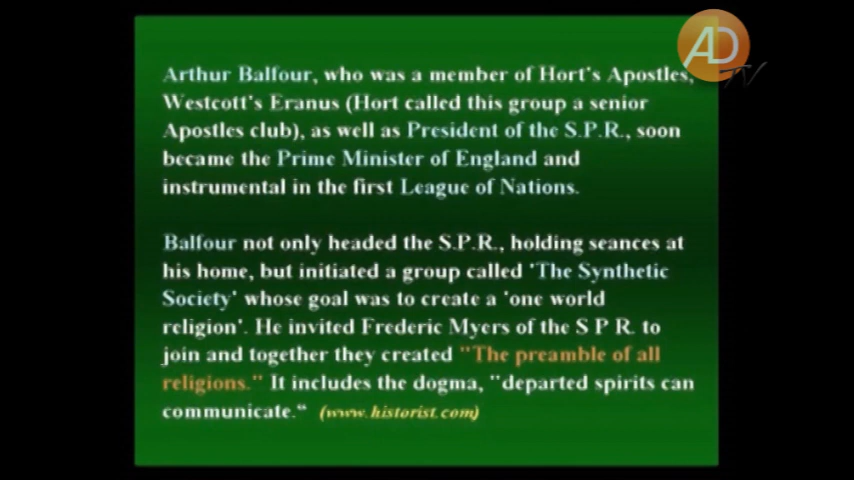 AD
TV
Arthur Balfour, who was a member of Hort's Apostles,
Westcott's Eranus (Hort called this group a senior
Apostles club), as well as President of the S.P.R., soon
became the Prime Minister of England and
instrumental in the first League of Nations.
Balfour not only headed the S.P.R., holding seances at
his home, but initiated a group called 'The Synthetic
Society' whose goal was to create a 'one world
religion'. He invited Frederic Myers of the S P R. to
join and together they created "The preamble of all
religions." It includes the dogma, "departed spirits can
communicate." (www.historist.com)